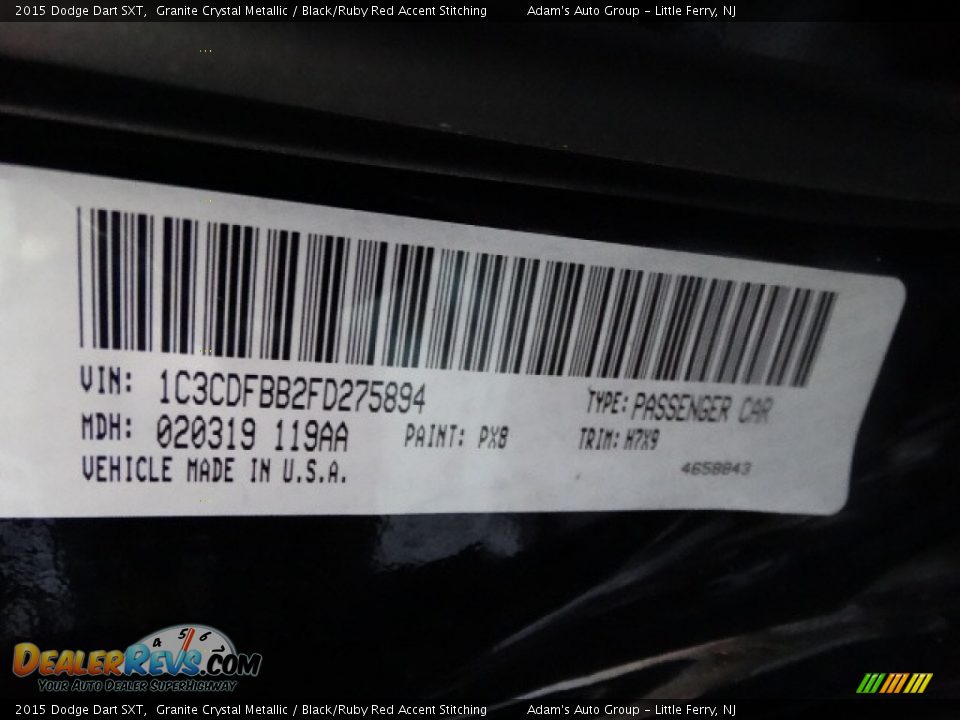 2015 Dodge Dart SXT, Granite Crystal Metallic / Black/Ruby Red Accent Stitching Adam's Auto Group - Little Ferry, NJ
VIN: 1C3CDFBB2FD275894 TYPE: PASSENGER CAR
MDH: 020319 119AA PAINT: PX8 TRIM: H7X9
VEHICLE MADE IN U.S.A. 4658843
4 5 6
DEALERREVS.COM
YOUR AUTO DEALER SUPERHIGHWAY
2015 Dodge Dart SXT, Granite Crystal Metallic / Black/Ruby Red Accent Stitching Adam's Auto Group - Little Ferry, NJ